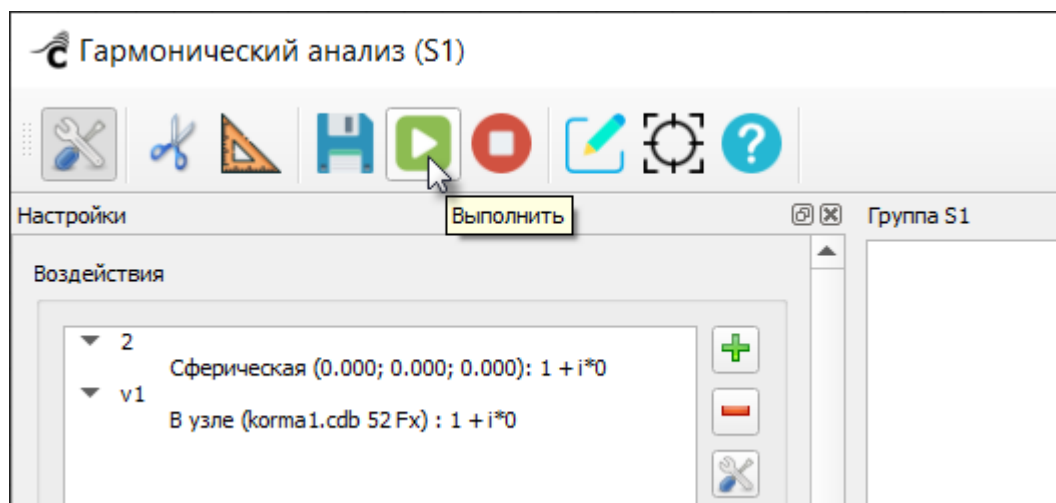 Гармонический анализ (S1)
Выполнить
Настройки
Группа S1
Воздействия
2
Сферическая (0.000; 0.000; 0.000): 1 + i*0
v1
В узле (korma1.cdb 52 Fx) : 1 + i*0